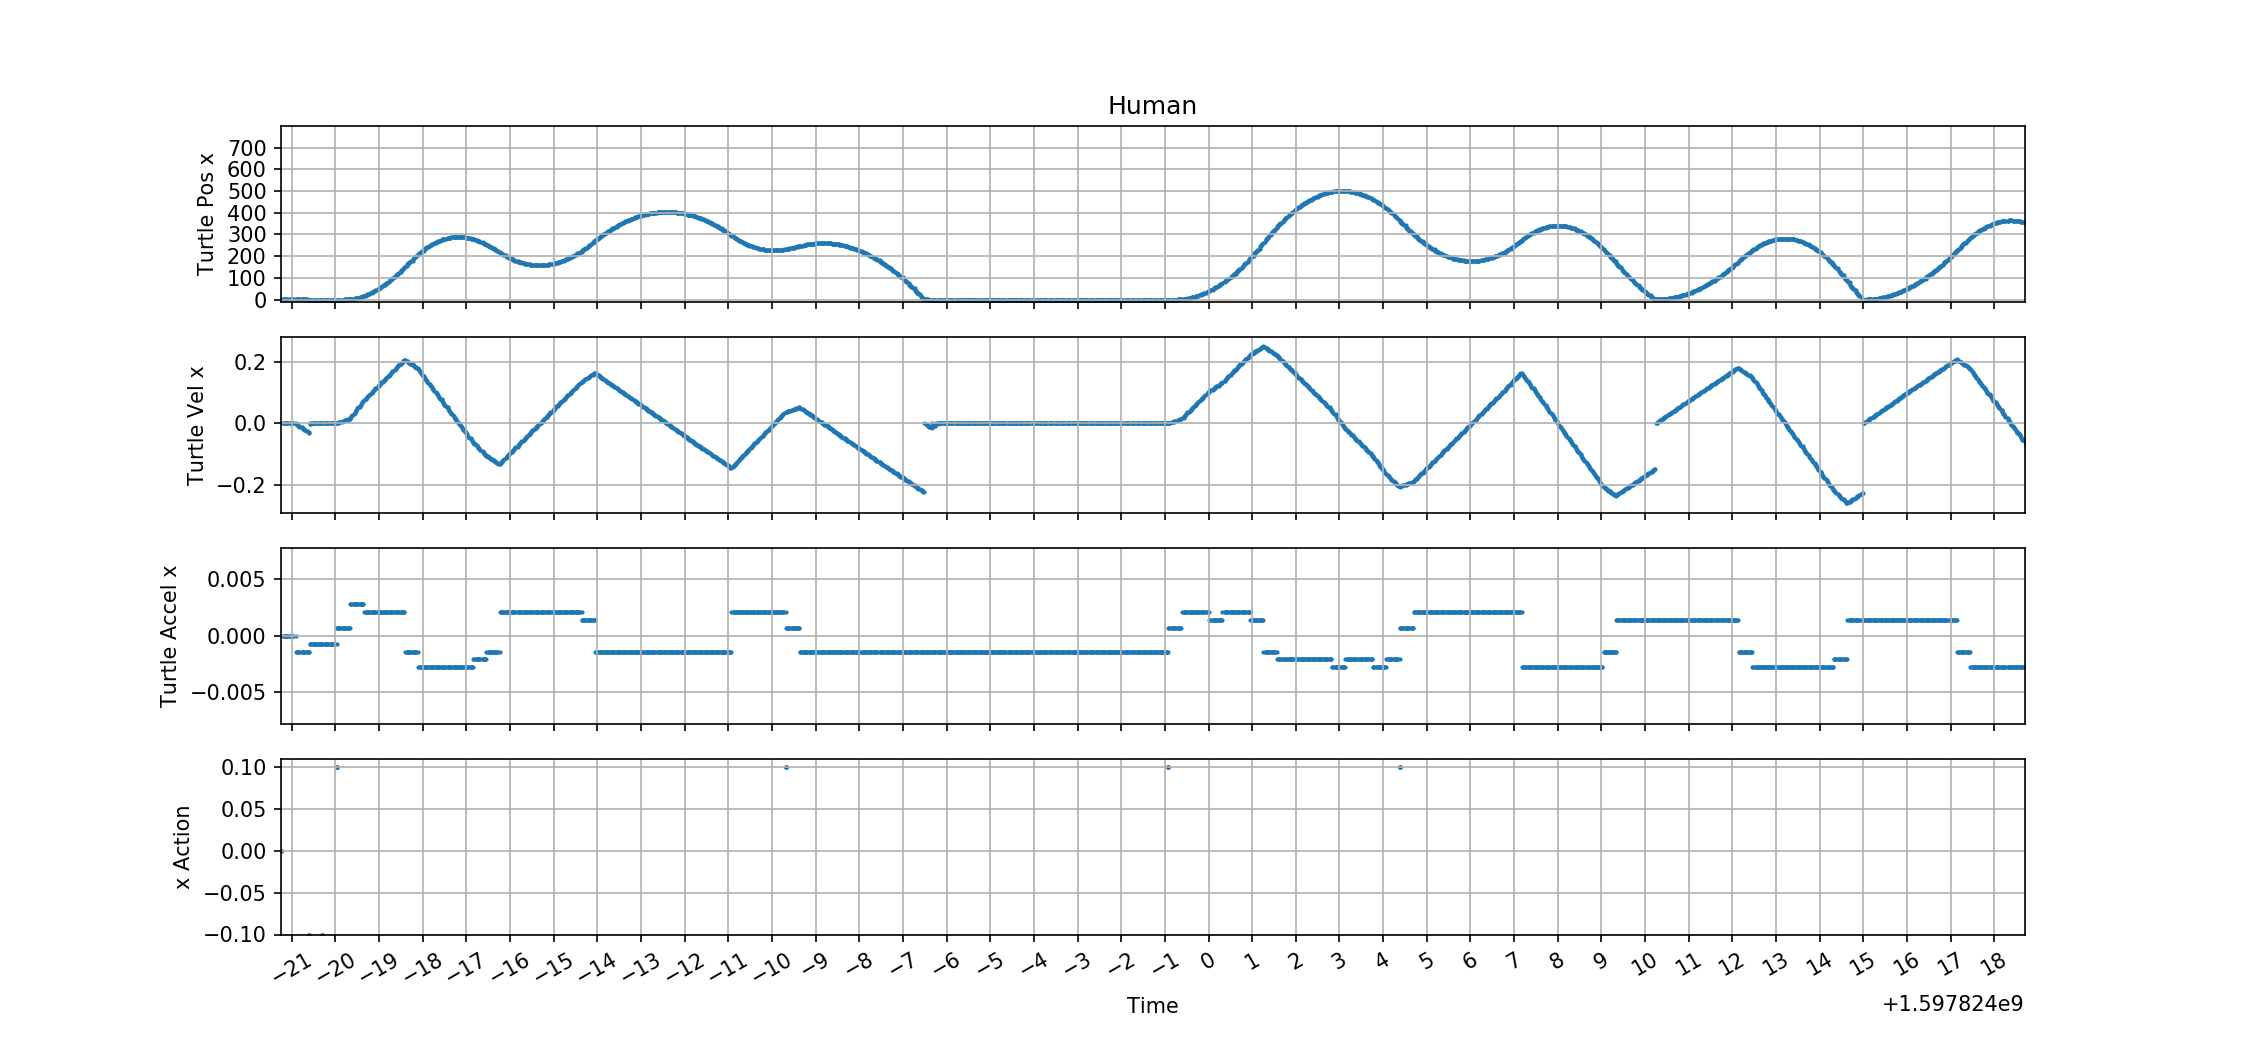 Human
Turtle Pos x
700
600
500
400
300
200
100
0
Turtle Vel x
0.2
0.0
−0.2
Turtle Accel x
0.005
0.000
−0.005
x Action
0.10
0.05
0.00
−0.05
−0.10
−21 −20 −19 −18 −17 −16 −15 −14 −13 −12 −11 −10 −9 −8 −7 −6 −5 −4 −3 −2 −1 0 1 2 3 4 5 6 7 8 9 10 11 12 13 14 15 16 17 18
Time
+1.597824e9